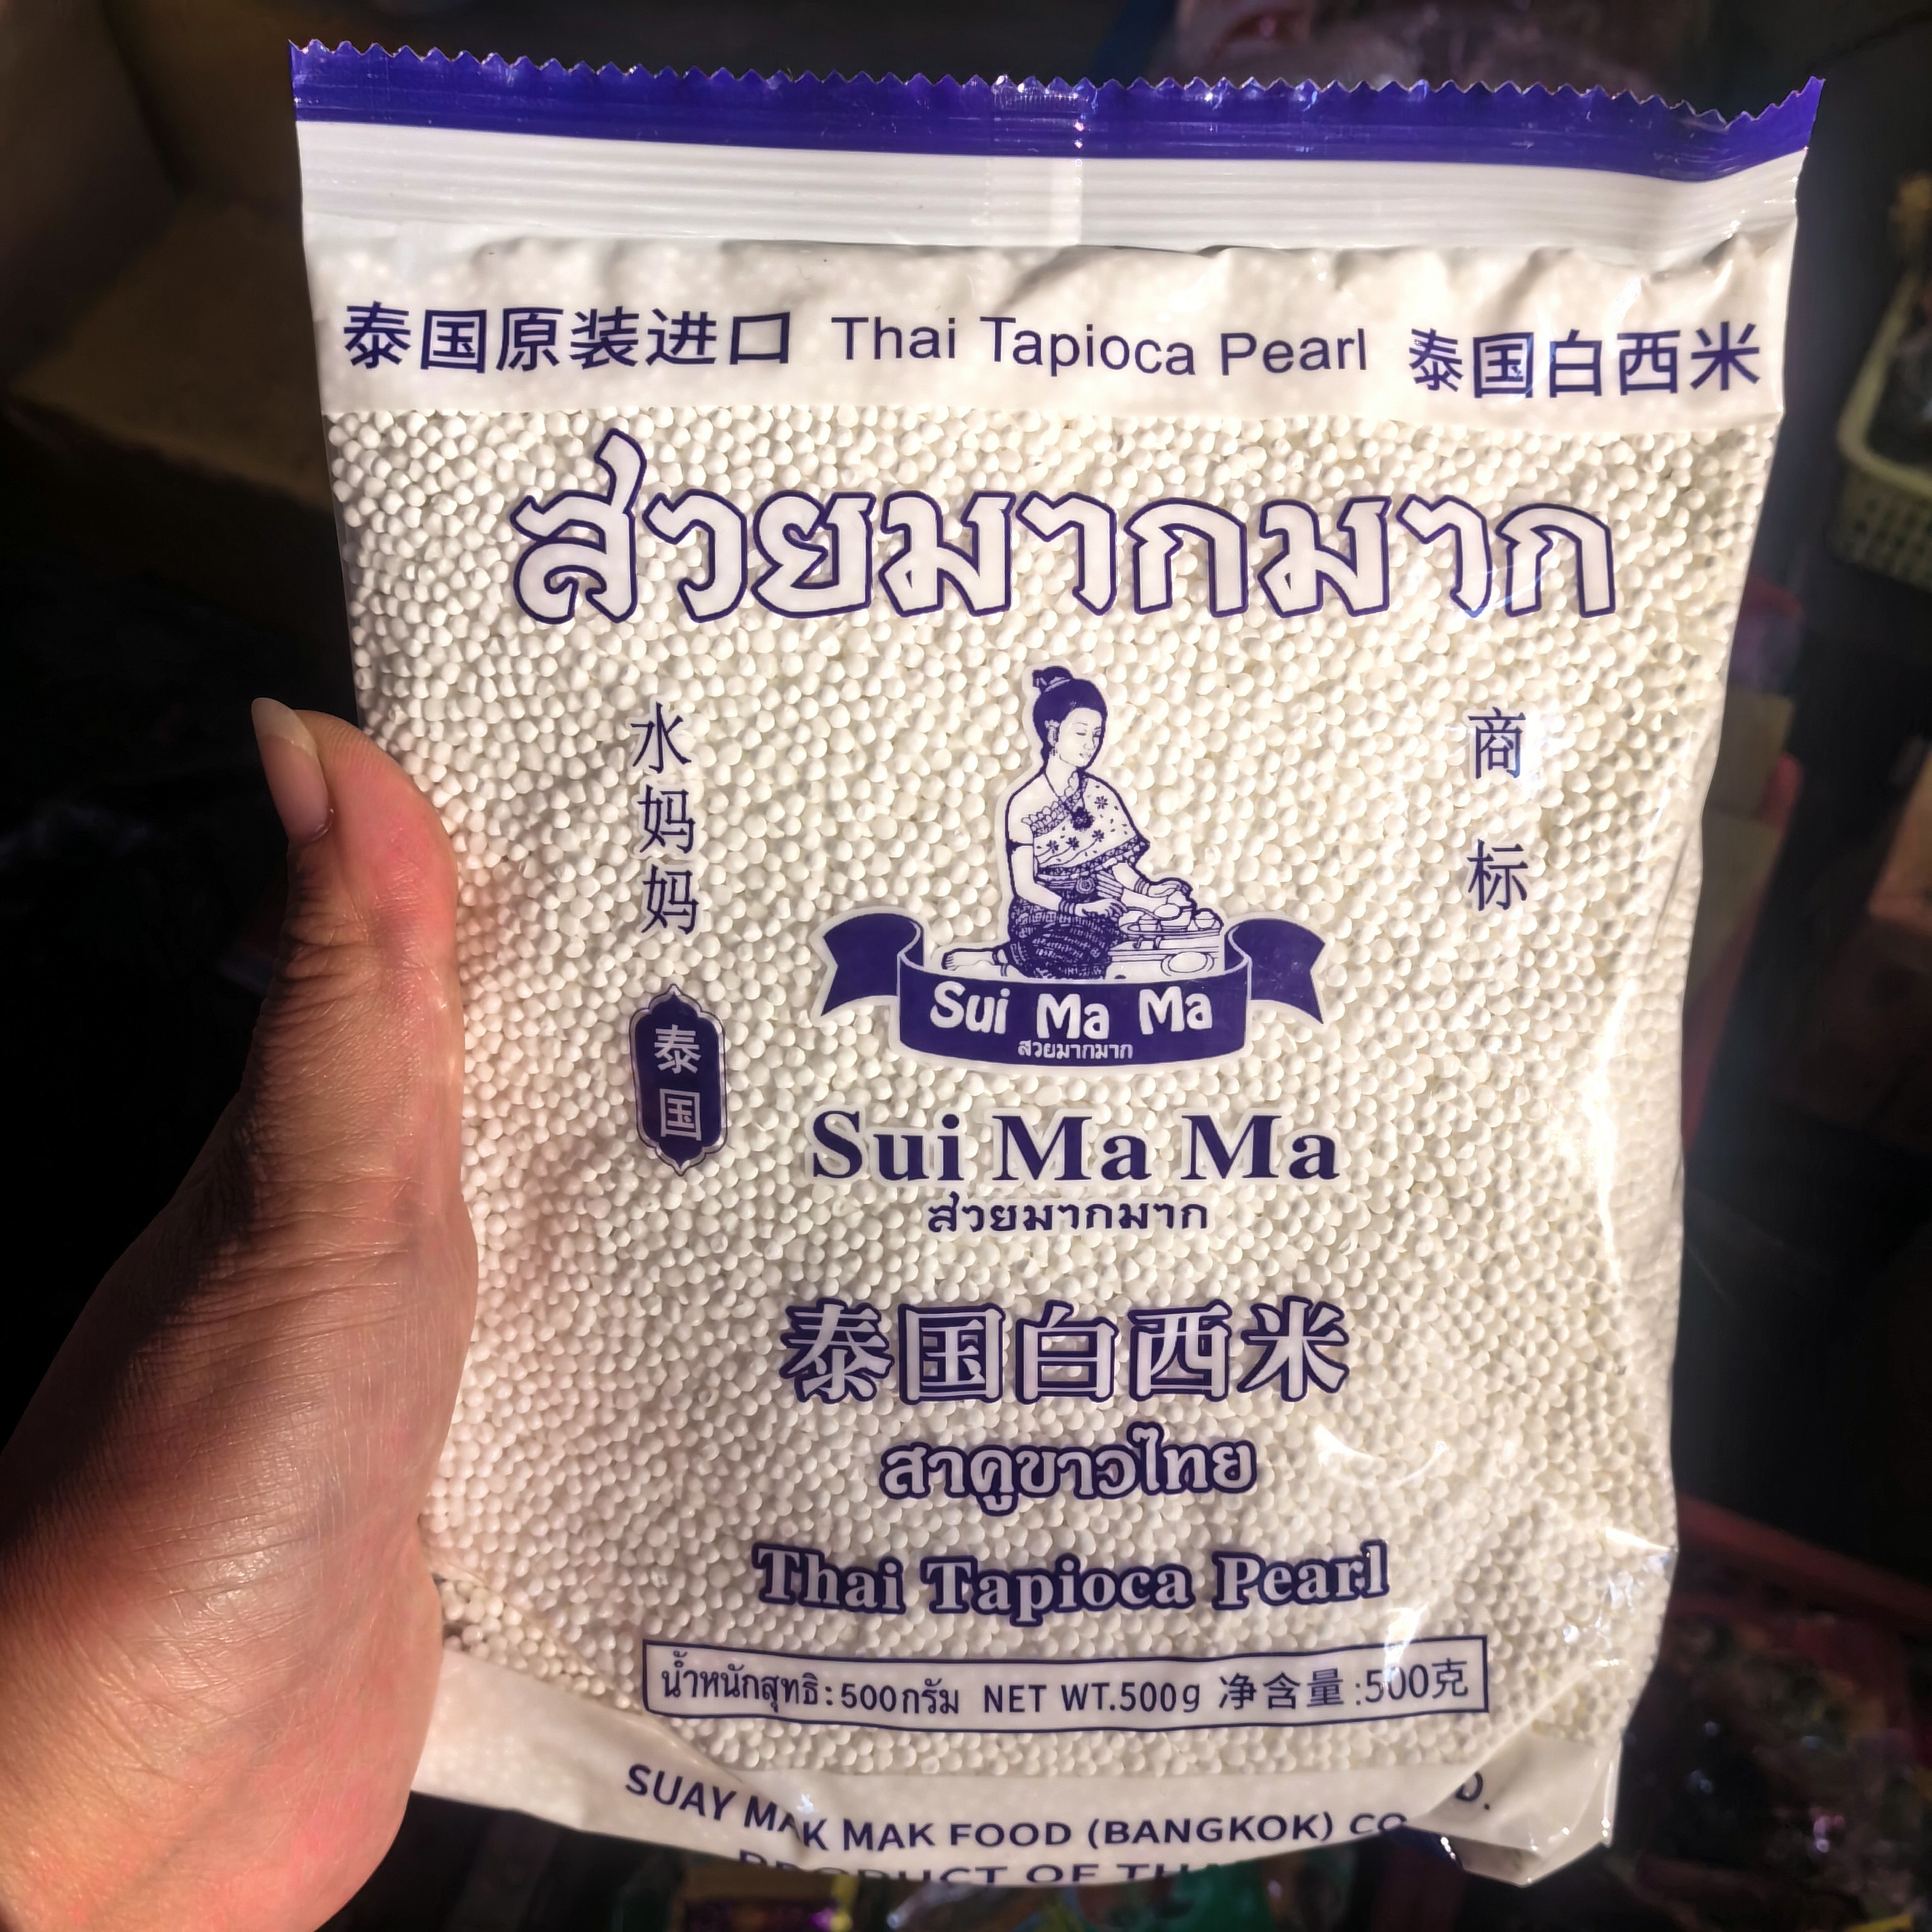 泰国原装进口 Thai Tapioca Pearl 泰国白西米
สวยมากมาก
水妈妈
商标
泰国
Sui Ma Ma
สวยมากมาก
Sui Ma Ma
สวยมากมาก
泰国白西米
สาคูขาวไทย
Thai Tapioca Pearl
น้ำหนักสุทธิ:500กรัม NET WT.500g 净含量:500克
SUAY MAK MAK FOOD (BANGKOK) CO
PRODUCT OF